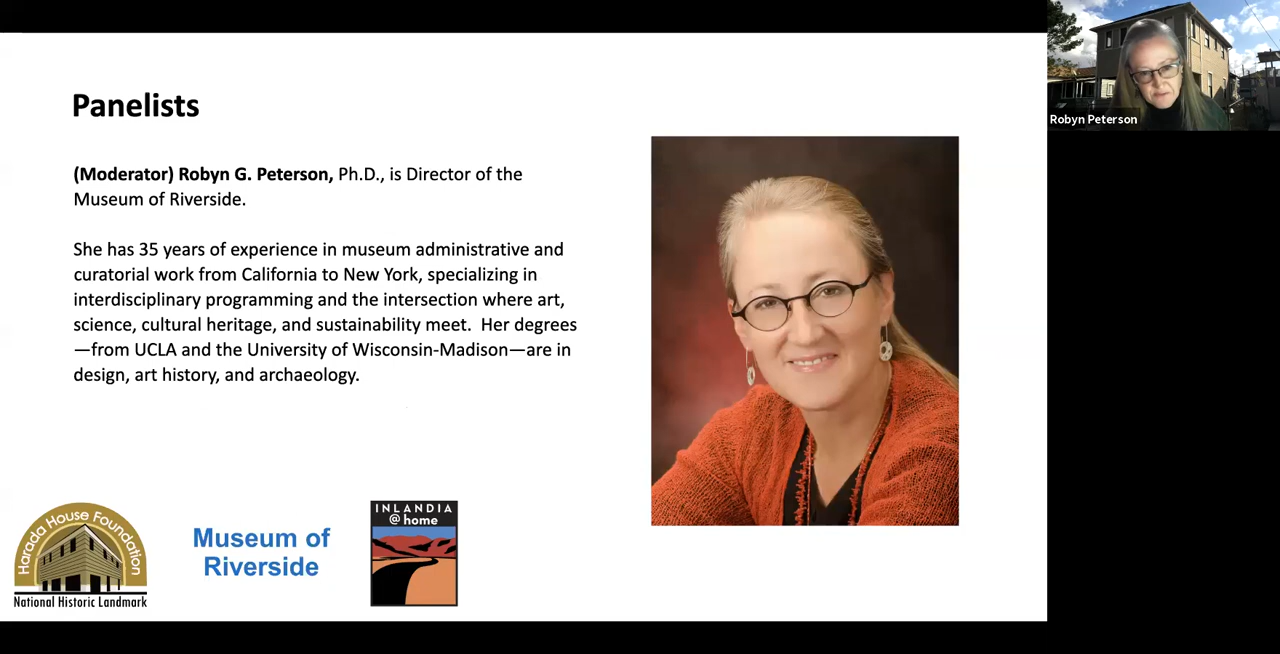 Panelists
(Moderator) Robyn G. Peterson, Ph.D., is Director of the
Museum of Riverside.
She has 35 years of experience in museum administrative and
curatorial work from California to New York, specializing in
interdisciplinary programming and the intersection where art,
science, cultural heritage, and sustainability meet.  Her degrees
—from UCLA and the University of Wisconsin-Madison—are in
design, art history, and archaeology.
Harada House Foundation
National Historic Landmark
Museum of
Riverside
INLANDIA
@home
Robyn Peterson